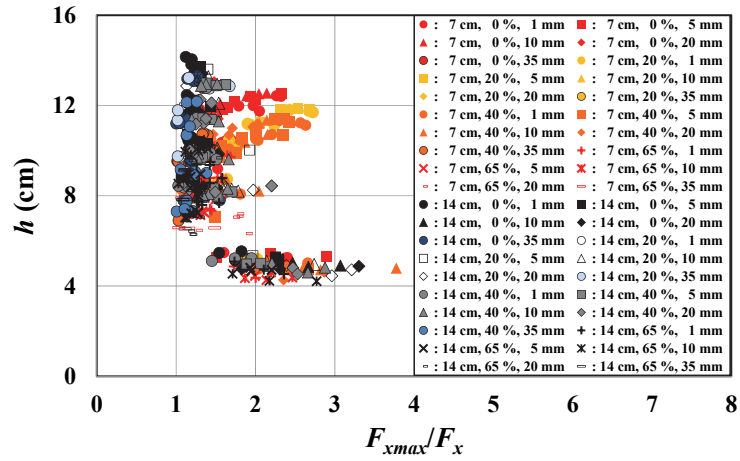 16
12
8
4
0
h (cm)
0 1 2 3 4 5 6 7 8
Fxmax/Fx
: 7 cm, 0 %, 1 mm : 7 cm, 0 %, 5 mm
: 7 cm, 0 %, 10 mm : 7 cm, 0 %, 20 mm
: 7 cm, 0 %, 35 mm : 7 cm, 20 %, 1 mm
: 7 cm, 20 %, 5 mm : 7 cm, 20 %, 10 mm
: 7 cm, 20 %, 20 mm : 7 cm, 20 %, 35 mm
: 7 cm, 40 %, 1 mm : 7 cm, 40 %, 5 mm
: 7 cm, 40 %, 10 mm : 7 cm, 40 %, 20 mm
: 7 cm, 40 %, 35 mm : 7 cm, 65 %, 1 mm
: 7 cm, 65 %, 5 mm : 7 cm, 65 %, 10 mm
: 7 cm, 65 %, 20 mm : 7 cm, 65 %, 35 mm
: 14 cm, 0 %, 1 mm : 14 cm, 0 %, 5 mm
: 14 cm, 0 %, 10 mm : 14 cm, 0 %, 20 mm
: 14 cm, 0 %, 35 mm : 14 cm, 20 %, 1 mm
: 14 cm, 20 %, 5 mm : 14 cm, 20 %, 10 mm
: 14 cm, 20 %, 20 mm : 14 cm, 20 %, 35 mm
: 14 cm, 40 %, 1 mm : 14 cm, 40 %, 5 mm
: 14 cm, 40 %, 10 mm : 14 cm, 40 %, 20 mm
: 14 cm, 40 %, 35 mm : 14 cm, 65 %, 1 mm
: 14 cm, 65 %, 5 mm : 14 cm, 65 %, 10 mm
: 14 cm, 65 %, 20 mm : 14 cm, 65 %, 35 mm